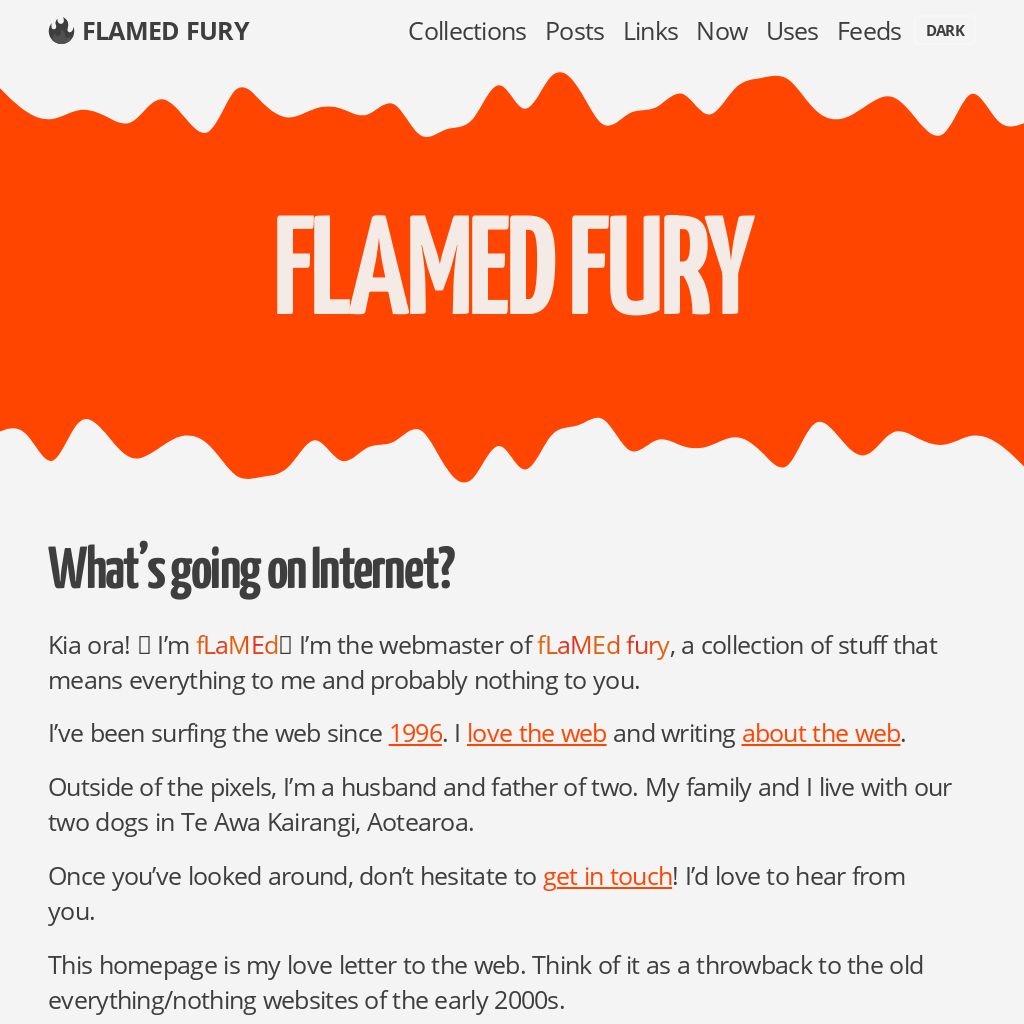 FLAMED FURY
Collections Posts Links Now Uses Feeds DARK
FLAMED FURY
What’s going on Internet?
Kia ora! I’m fLaMEd I’m the webmaster of fLaMEd fury, a collection of stuff that
means everything to me and probably nothing to you.
I’ve been surfing the web since 1996. I love the web and writing about the web.
Outside of the pixels, I’m a husband and father of two. My family and I live with our
two dogs in Te Awa Kairangi, Aotearoa.
Once you’ve looked around, don’t hesitate to get in touch! I’d love to hear from
you.
This homepage is my love letter to the web. Think of it as a throwback to the old
everything/nothing websites of the early 2000s.